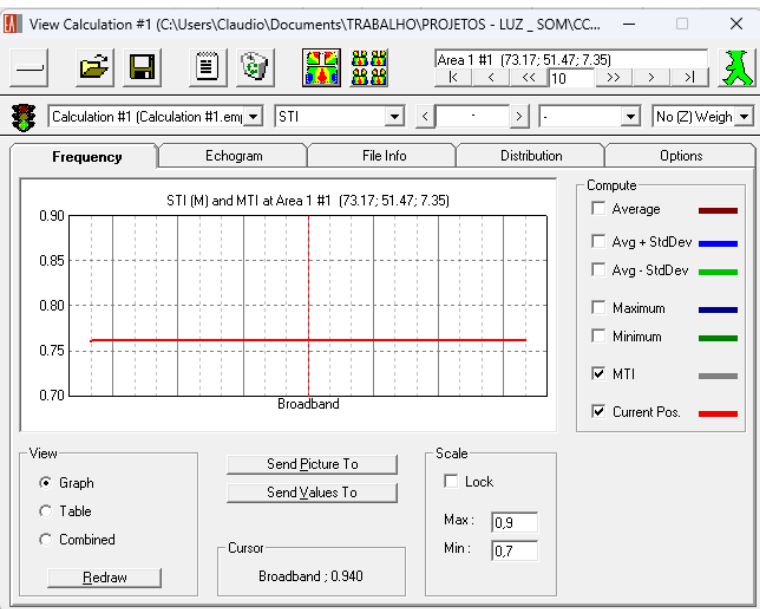 View Calculation #1 (C:\Users\Claudio\Documents\TRABALHO\PROJETOS - LUZ _ SOM\CC...
Area 1 #1 (73.17; 51.47; 7.35)
10
Calculation #1 (Calculation #1.em
STI
-
-
No (Z) Weigh
Frequency
Echogram
File Info
Distribution
Options
STI (M) and MTI at Area 1 #1 (73.17; 51.47; 7.35)
0.90
0.85
0.80
0.75
0.70
Broadband
Compute
Average
Avg + StdDev
Avg - StdDev
Maximum
Minimum
MTI
Current Pos.
View
Graph
Table
Combined
Redraw
Send Picture To
Send Values To
Cursor
Broadband ; 0.940
Scale
Lock
Max : 0,9
Min : 0,7